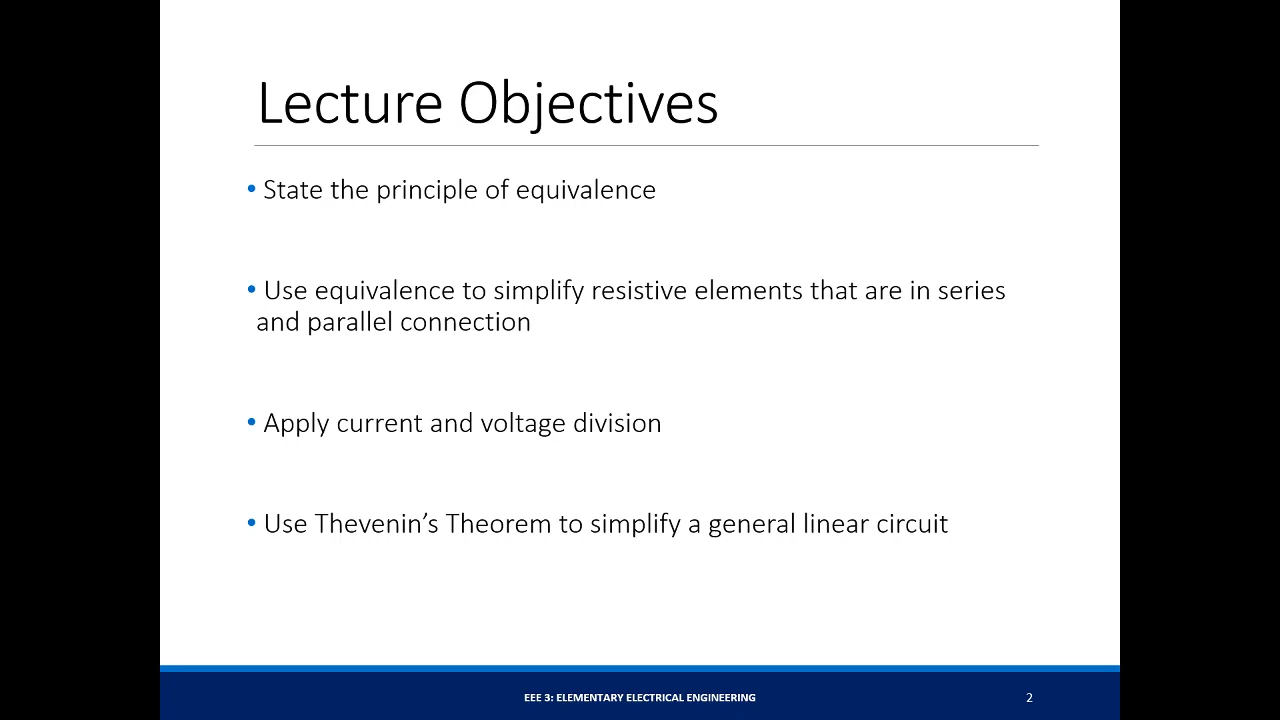 Lecture Objectives
• State the principle of equivalence
• Use equivalence to simplify resistive elements that are in series
and parallel connection
• Apply current and voltage division
• Use Thevenin’s Theorem to simplify a general linear circuit
EEE 3: ELEMENTARY ELECTRICAL ENGINEERING
2